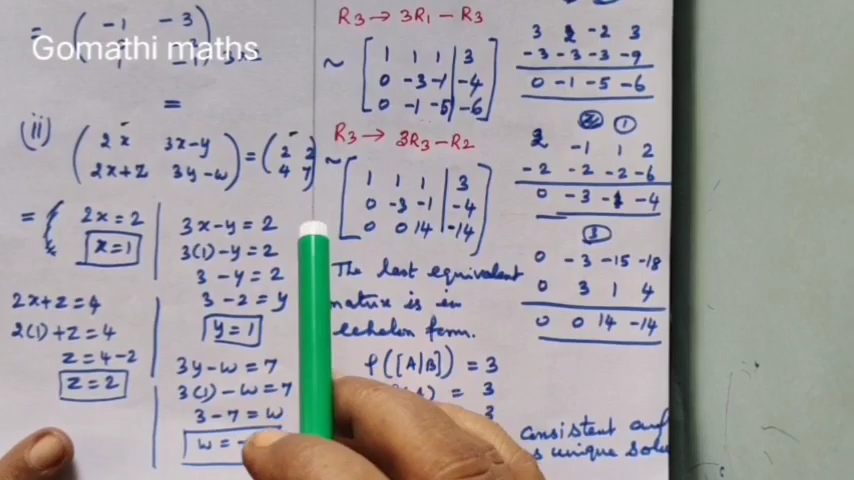 = ( -1 -3
Gomathi maths
=
(ii) ( 2x 3x-y ) = ( 2 2 )
( 2x+z 3y-w ) ( 4 7 )
= 2x = 2
x = 1
3x-y = 2
3(1)-y = 2
3 - y = 2
3 - 2 = y
y = 1
2x+z = 4
2(1)+z = 4
z = 4-2
z = 2
3y-w = 7
3(1)-w = 7
3-7 = w
w = -
R3 → 3R1 - R3
~ [ 1 1 1 | 3 ]
[ 0 -3 -1 | -4 ]
[ 0 -1 -5 | -6 ]
R3 → 3R3 - R2
~ [ 1 1 1 | 3 ]
[ 0 -3 -1 | -4 ]
[ 0 0 14 | -14 ]
The last equivalent
matrix is in
echelon form.
ρ([A|B]) = 3
) = 3
3
consistent and
unique solu
3 2 -2 3
-3 -3 -3 -9
0 -1 -5 -6
② ①
2 -1 1 2
-2 -2 -2 -6
0 -3 -1 -4
③
0 -3 -15 -18
0 3 1 4
0 0 14 -14